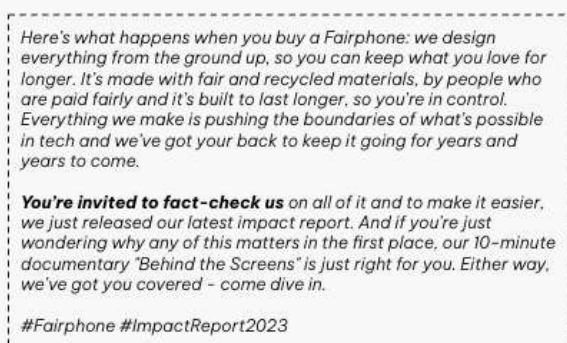 Here's what happens when you buy a Fairphone: we design
everything from the ground up, so you can keep what you love for
longer. It's made with fair and recycled materials, by people who
are paid fairly and it's built to last longer, so you're in control.
Everything we make is pushing the boundaries of what's possible
in tech and we've got your back to keep it going for years and
years to come.
You're invited to fact-check us on all of it and to make it easier,
we just released our latest impact report. And if you're just
wondering why any of this matters in the first place, our 10-minute
documentary "Behind the Screens" is just right for you. Either way,
we've got you covered - come dive in.
#Fairphone #ImpactReport2023